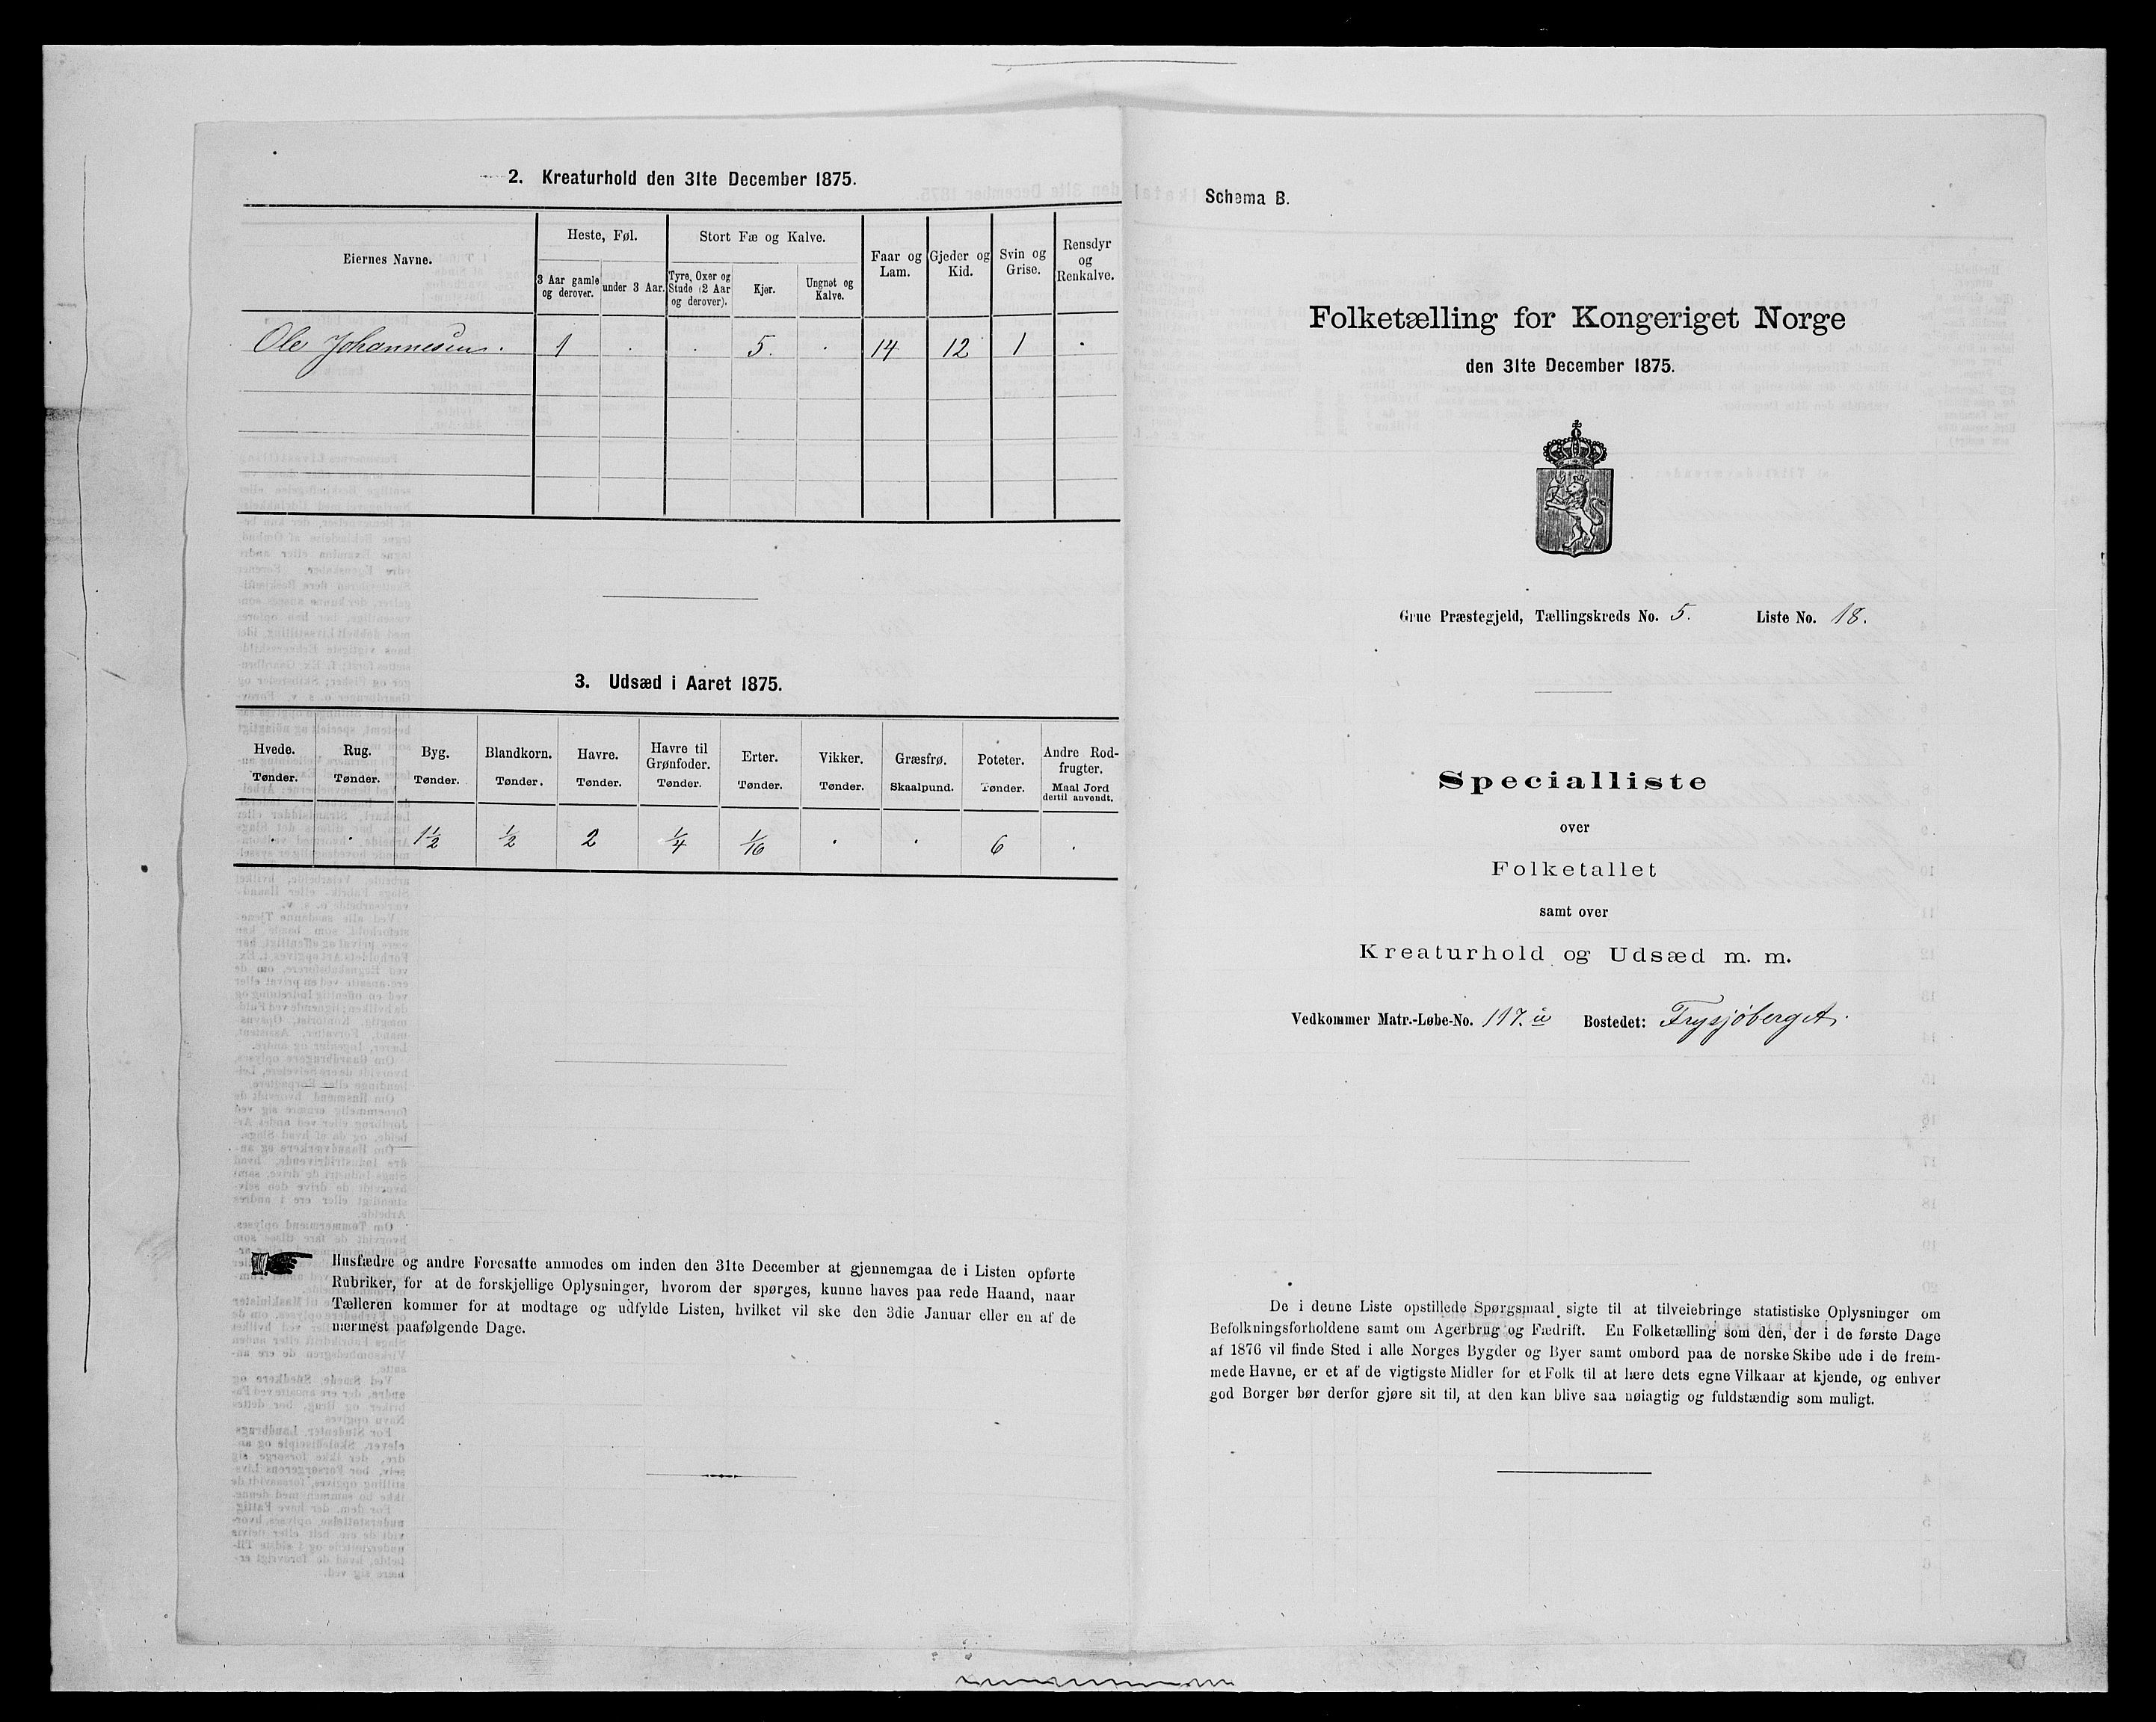 2. Kreaturhold den 31te December 1875.
Eiernes Navne.
Heste, Føl.
Stort Fæ og Kalve.
Faar og Lam.
Gjeder og Kid.
Svin og Grise.
Rensdyr og Renkalve.
3 Aar gamle og derover.
under 3 Aar.
Tyre, Oxer og Stude (2 Aar og derover).
Kjør.
Ungnøt og Kalve.
Ole Johannesen. 1 . . 5. . 14 12 1 .
3. Udsæd i Aaret 1875.
Hvede. Rug. Byg. Blandkorn. Havre. Havre til Grønfoder. Erter. Vikker. Græsfrø. Poteter. Andre Rodfrugter.
Tønder. Tønder. Tønder. Tønder. Tønder. Tønder. Tønder. Tønder. Skaalpund. Tønder. Maal Jord dertil anvendt.
. . 1½ ½ 2 ¼ 1/16 . . 6 .
Husfædre og andre Foresatte anmodes om inden den 31te December at gjennemgaa de i Listen opførte
Rubriker, for at de forskjellige Oplysninger, hvorom der spørges, kunne haves paa rede Haand, naar
Tælleren kommer for at modtage og udfylde Listen, hvilket vil ske den 3die Januar eller en af de
nærmest paafølgende Dage.
Schema B.
Folketælling for Kongeriget Norge
den 31te December 1875.
Grue Præstegjeld, Tællingskreds No. 5. Liste No. 18.
Specialliste
over
Folketallet
samt over
Kreaturhold og Udsæd m. m.
Vedkommer Matr.-Løbe-No. 117. Bostedet: Frysjøberget.
De i denne Liste opstillede Spørgsmaal sigte til at tilveiebringe statistiske Oplysninger om
Befolkningsforholdene samt om Agerbrug og Fædrift. En Folketælling som den, der i de første Dage
af 1876 vil finde Sted i alle Norges Bygder og Byer samt ombord paa de norske Skibe ude i de frem-
mede Havne, er et af de vigtigste Midler for et Folk til at lære dets egne Vilkaar at kjende, og enhver
god Borger bør derfor gjøre sit til, at den kan blive saa nøiagtig og fuldstændig som muligt.